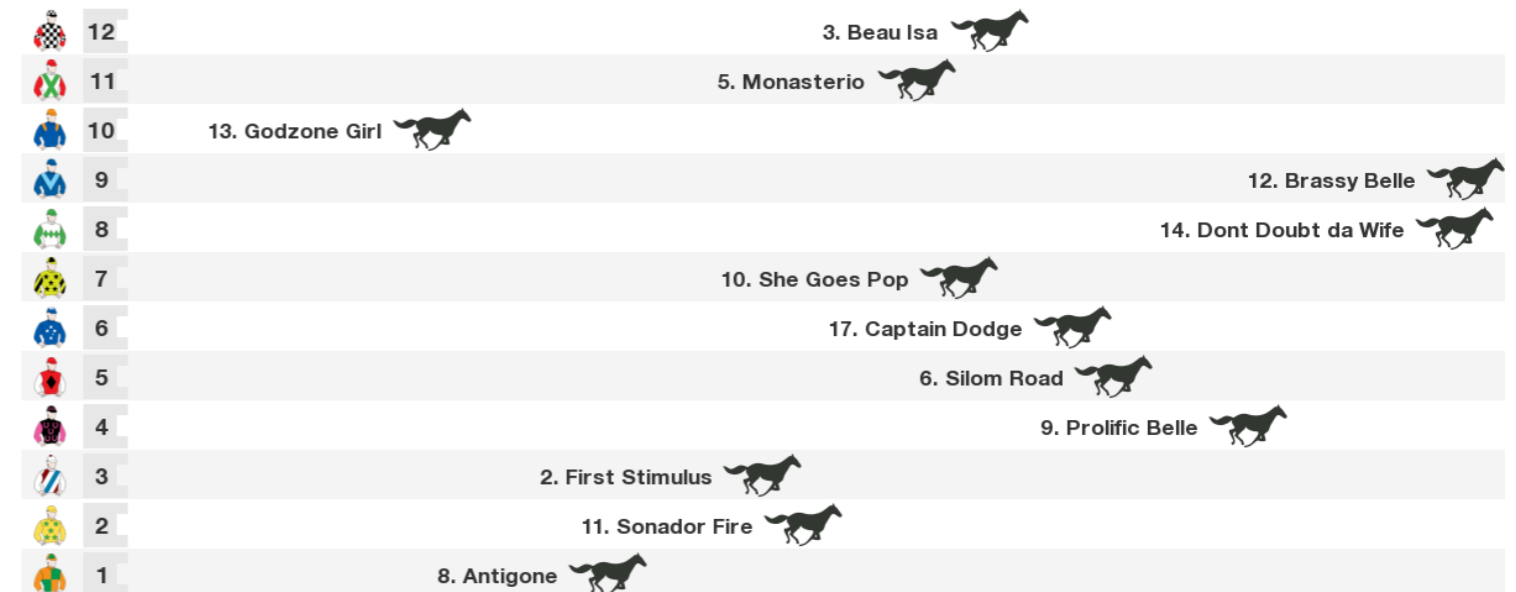 12 3. Beau Isa
11 5. Monasterio
10 13. Godzone Girl
9 12. Brassy Belle
8 14. Dont Doubt da Wife
7 10. She Goes Pop
6 17. Captain Dodge
5 6. Silom Road
4 9. Prolific Belle
3 2. First Stimulus
2 11. Sonador Fire
1 8. Antigone